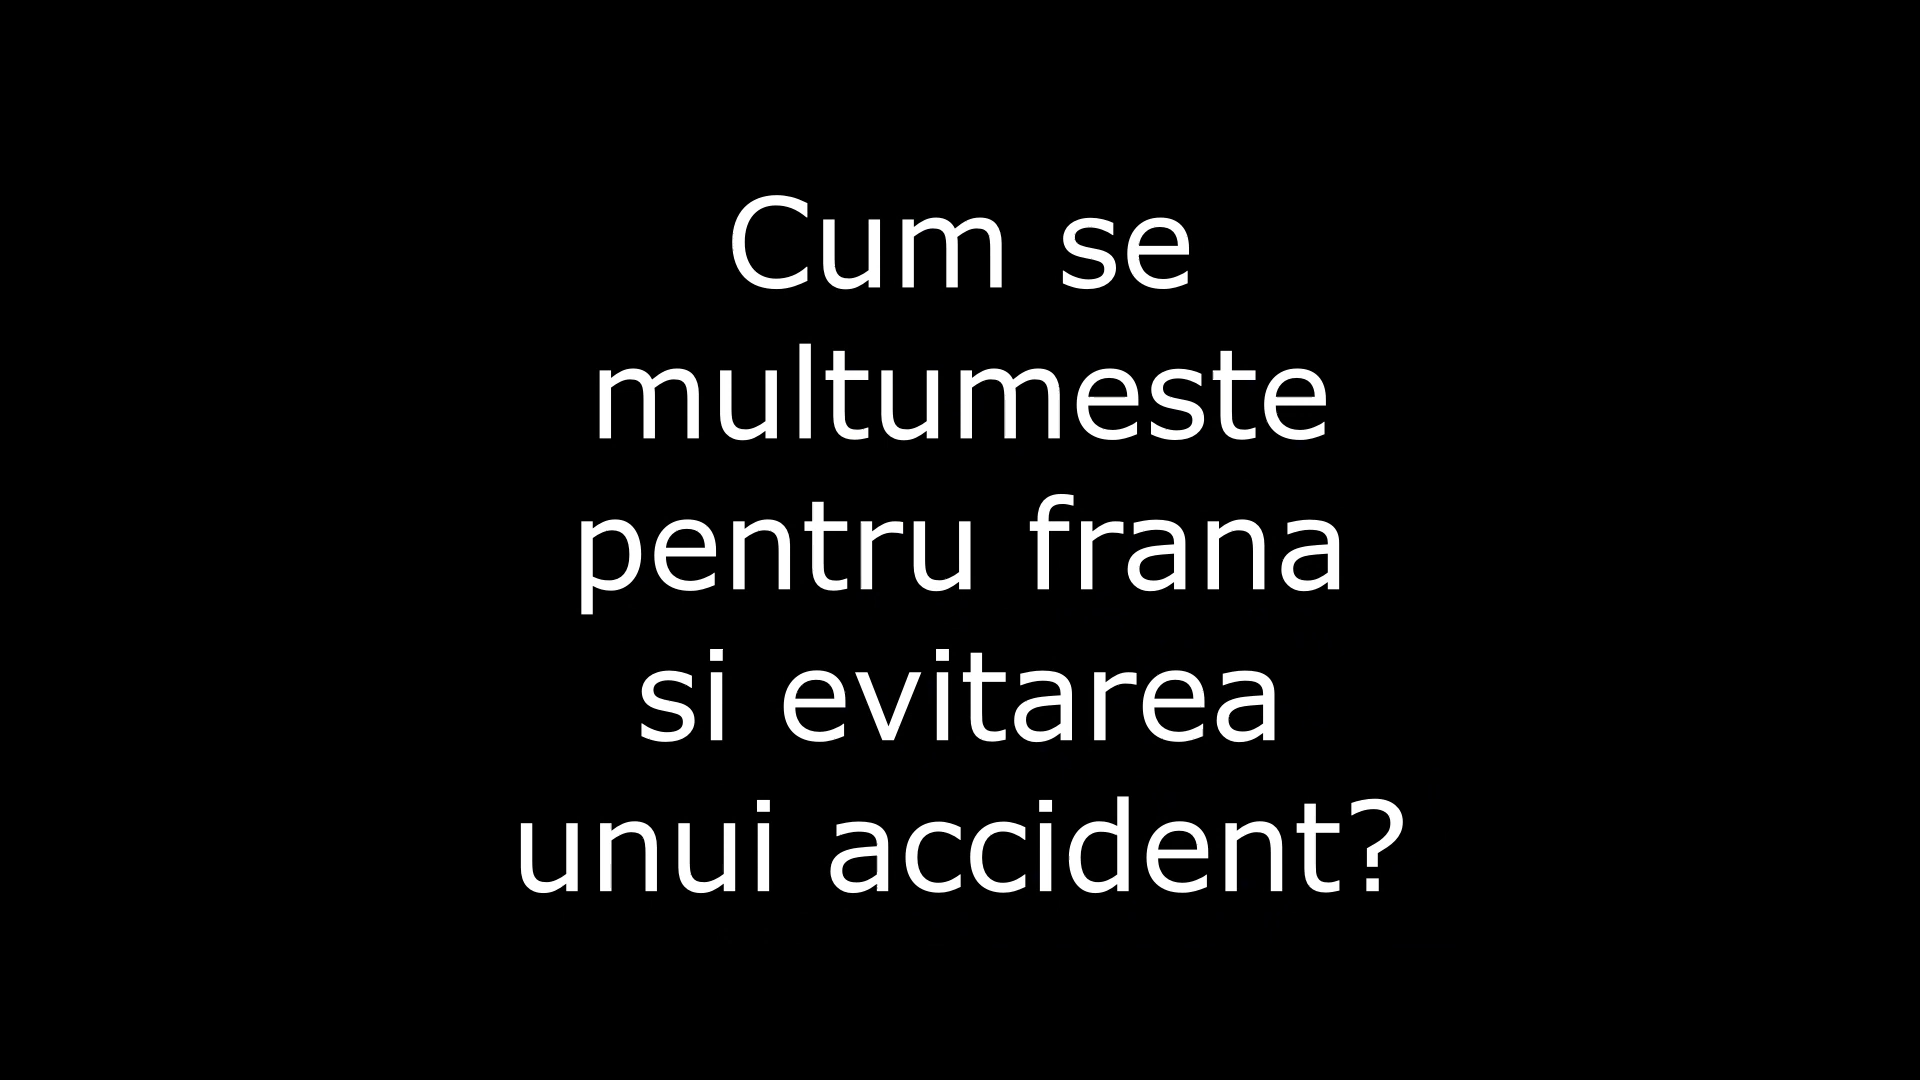 Cum se
multumeste
pentru frana
si evitarea
unui accident?